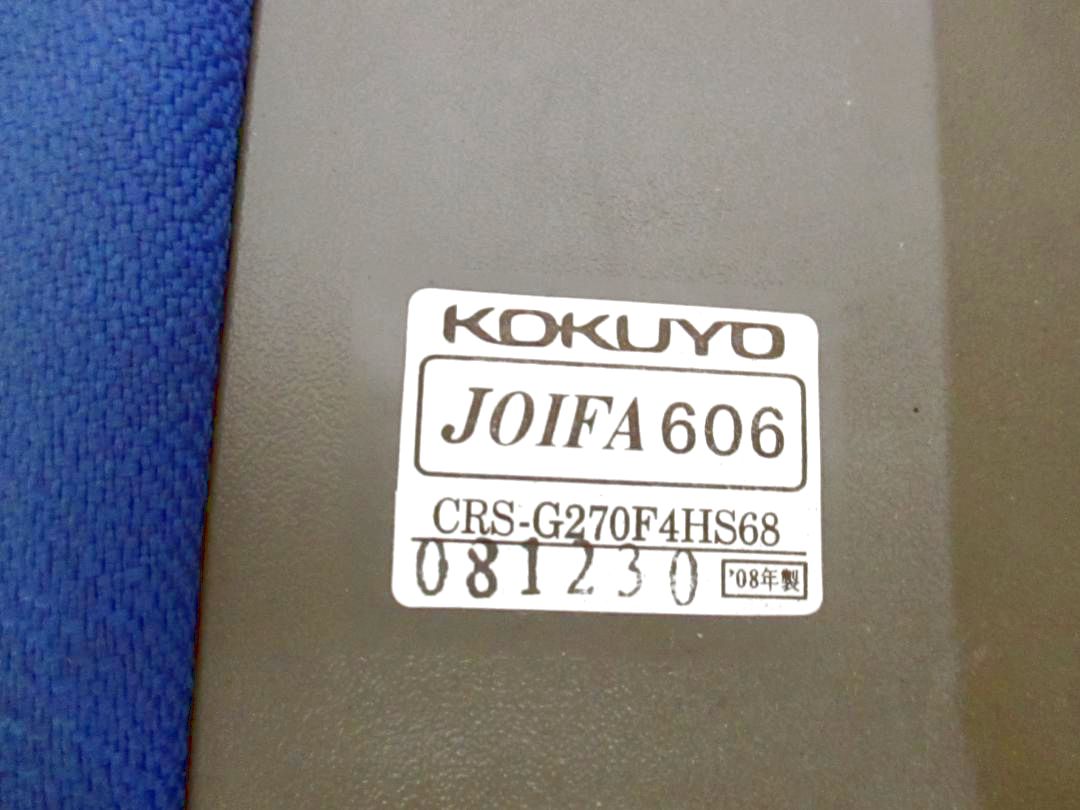 KOKUYO
JOIFA 606
CRS-G270F4HS68
081230 '08年製